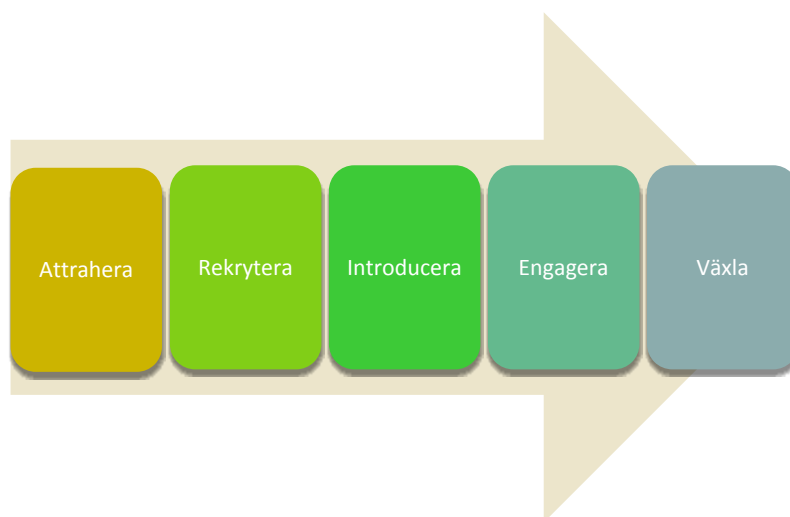 Attrahera
Rekrytera
Introducera
Engagera
Växla